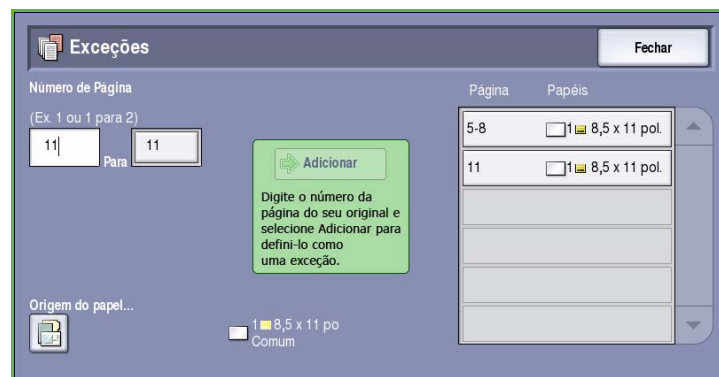 Exceções
Fechar
Número de Página
(Ex. 1 ou 1 para 2)
11
Para
11
Adicionar
Digite o número da
página do seu original e
selecione Adicionar para
defini-lo como
uma exceção.
Página Papéis
5-8 1 8,5 x 11 pol.
11 1 8,5 x 11 pol.
Origem do papel...
1 8,5 x 11 po
Comum